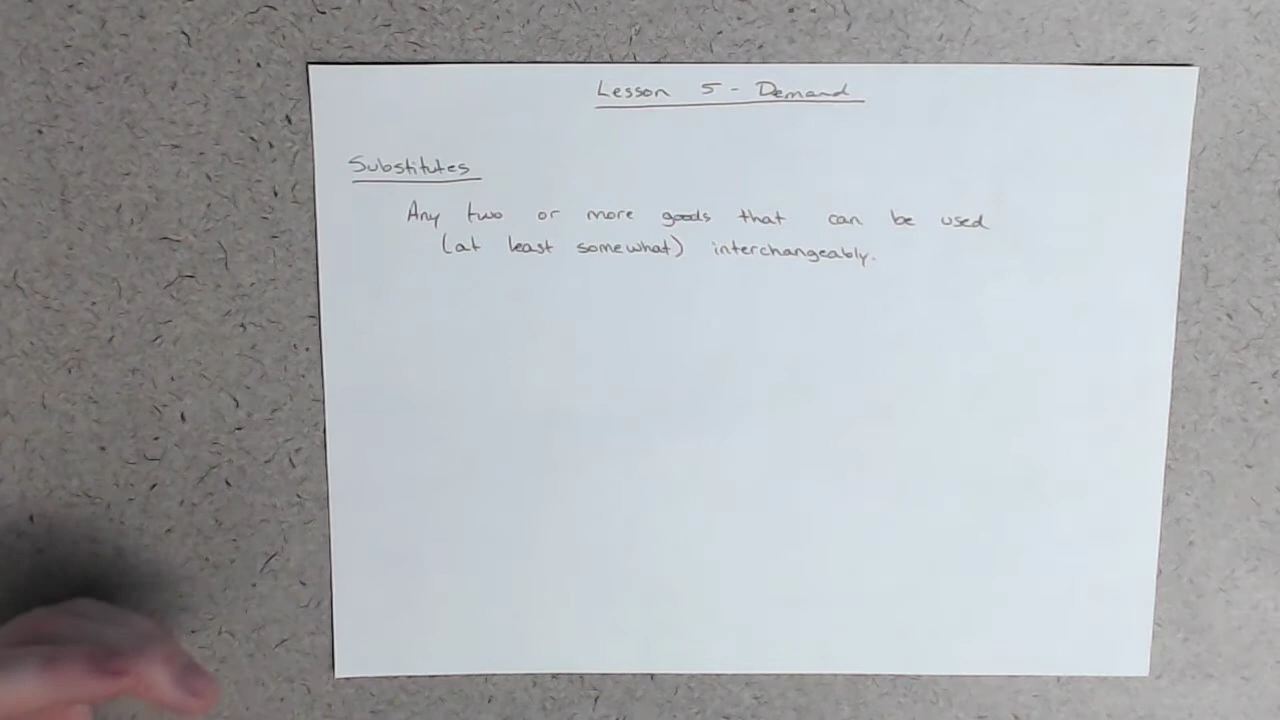 Lesson 5 - Demand
Substitutes
Any two or more goods that can be used
(at least somewhat) interchangeably.